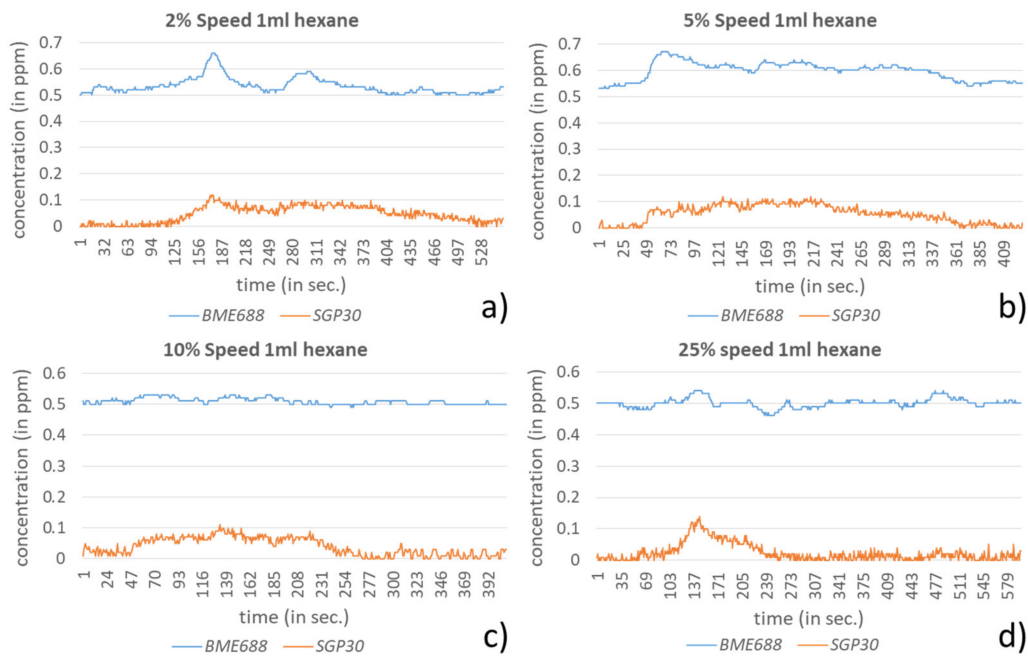 2% Speed 1ml hexane
concentration (in ppm)
0.7
0.6
0.5
0.4
0.3
0.2
0.1
0
1 32 63 94 125 156 187 218 249 280 311 342 373 404 435 466 497 528
time (in sec.)
BME688 SGP30
a)
5% Speed 1ml hexane
concentration (in ppm)
0.7
0.6
0.5
0.4
0.3
0.2
0.1
0
1 25 49 73 97 121 145 169 193 217 241 265 289 313 337 361 385 409
time (in sec.)
BME688 SGP30
b)
10% Speed 1ml hexane
concentration (in ppm)
0.6
0.5
0.4
0.3
0.2
0.1
0
1 24 47 70 93 116 139 162 185 208 231 254 277 300 323 346 369 392
time (in sec.)
BME688 SGP30
c)
25% speed 1ml hexane
concentration (in ppm)
0.6
0.5
0.4
0.3
0.2
0.1
0
1 35 69 103 137 171 205 239 273 307 341 375 409 443 477 511 545 579
time (in sec.)
BME688 SGP30
d)